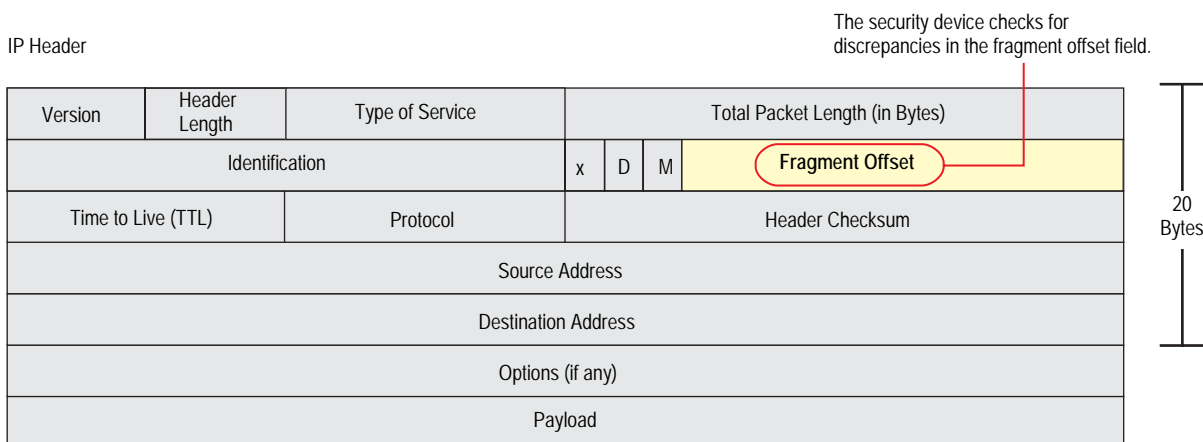 The security device checks for
discrepancies in the fragment offset field.
IP Header
Version
Header
Length
Type of Service
Total Packet Length (in Bytes)
Identification
x
D
M
Fragment Offset
Time to Live (TTL)
Protocol
Header Checksum
20
Bytes
Source Address
Destination Address
Options (if any)
Payload